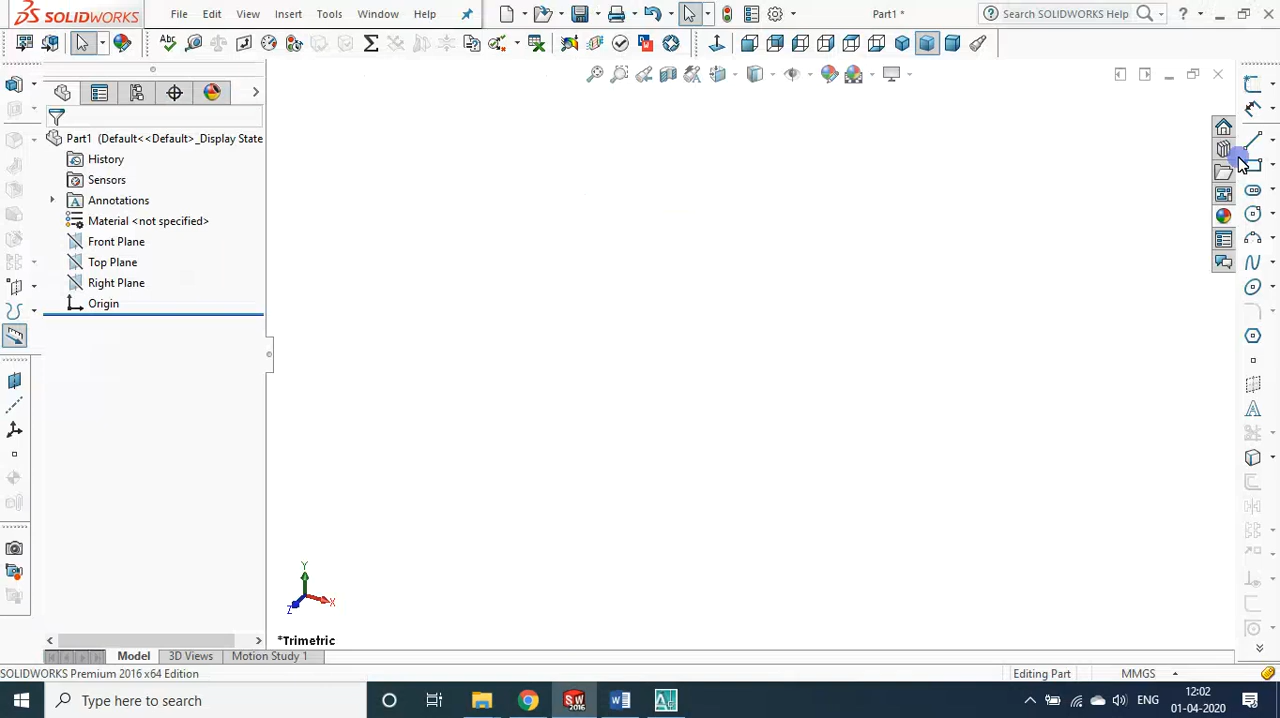 SOLIDWORKS File Edit View Insert Tools Window Help Part1 * Search SOLIDWORKS Help
Part1 (Default<<Default>_Display State
History
Sensors
Annotations
Material <not specified>
Front Plane
Top Plane
Right Plane
Origin
Y
X
Z
*Trimetric
Model 3D Views Motion Study 1
SOLIDWORKS Premium 2016 x64 Edition Editing Part MMGS
Type here to search ENG 12:02
01-04-2020